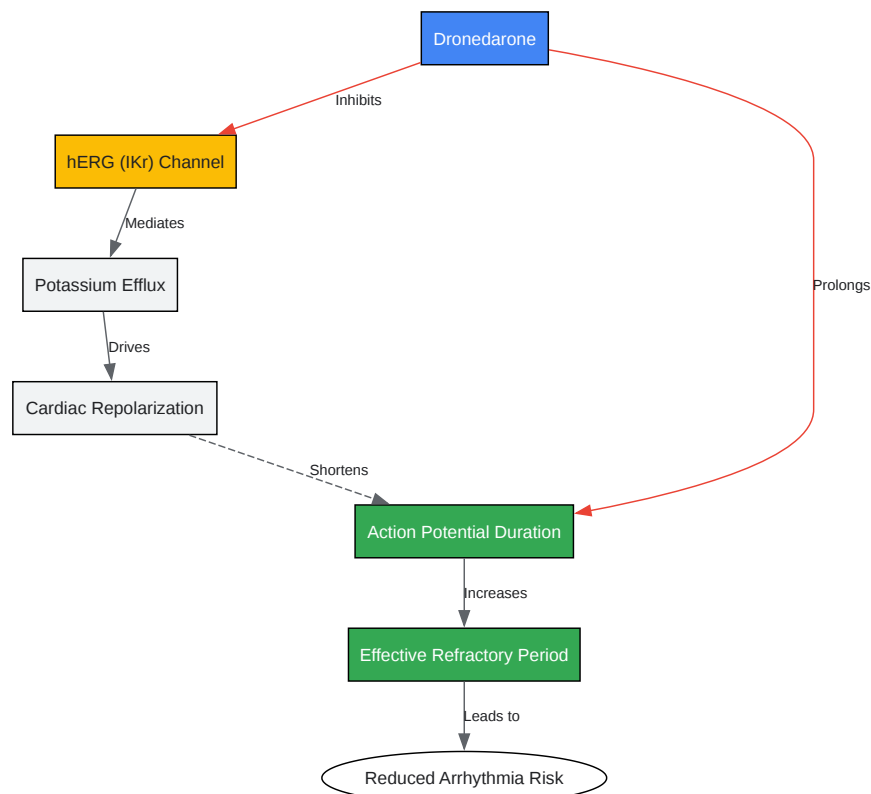 Dronedarone
Inhibits
hERG (IKr) Channel
Mediates
Potassium Efflux
Prolongs
Drives
Cardiac Repolarization
Shortens
Action Potential Duration
Increases
Effective Refractory Period
Leads to
Reduced Arrhythmia Risk